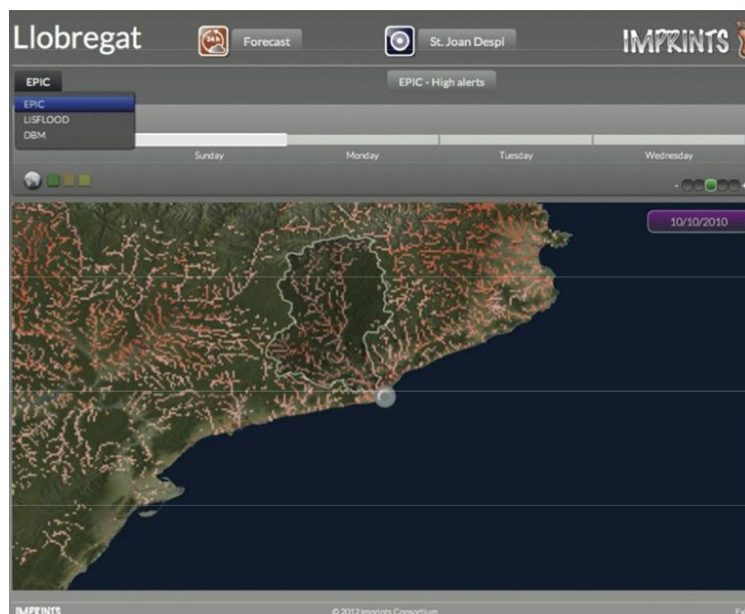 Llobregat
24 h
Forecast
St. Joan Despi
IMPRINTS
EPIC
EPIC - High alerts
EPIC
LISFLOOD
DBM
Sunday
Monday
Tuesday
Wednesday
10/10/2010
IMPRINTS
© 2012 Imprints Consortium